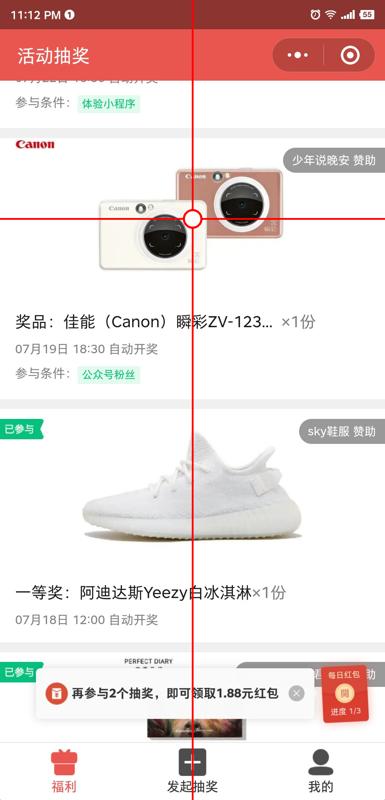 11:12 PM
55
活动抽奖
参与条件：体验小程序
Canon
少年说晚安 赞助
Canon
Canon
奖品：佳能（Canon）瞬彩ZV-123... ×1份
07月19日 18:30 自动开奖
参与条件：公众号粉丝
已参与
sky鞋服 赞助
一等奖：阿迪达斯Yeezy白冰淇淋×1份
07月18日 12:00 自动开奖
PERFECT DIARY
已参与
再参与2个抽奖，即可领取1.88元红包
每日红包
開
进度 1/3
福利
发起抽奖
我的